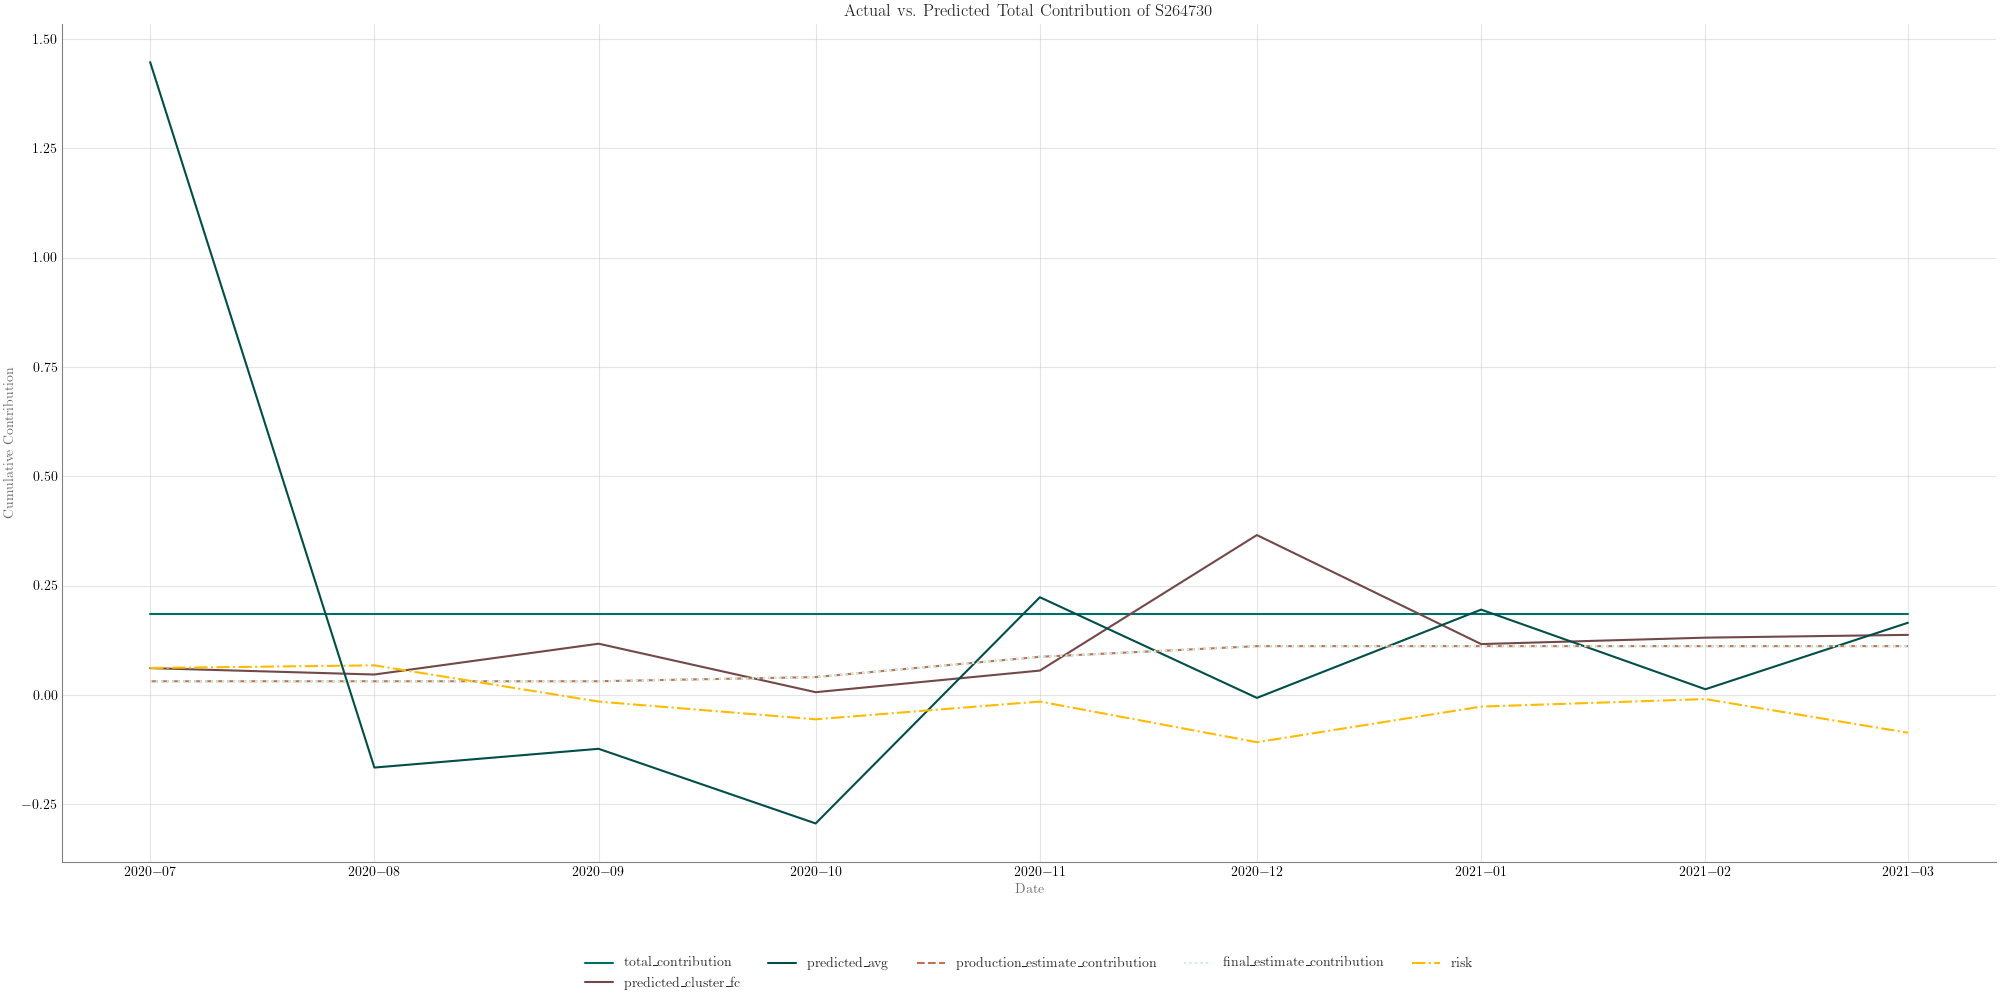 Actual vs. Predicted Total Contribution of S264730
Cumulative Contribution
1.50
1.25
1.00
0.75
0.50
0.25
0.00
−0.25
2020−07 2020−08 2020−09 2020−10 2020−11 2020−12 2021−01 2021−02 2021−03
Date
total_contribution predicted_avg production_estimate_contribution final_estimate_contribution risk
predicted_cluster_fc